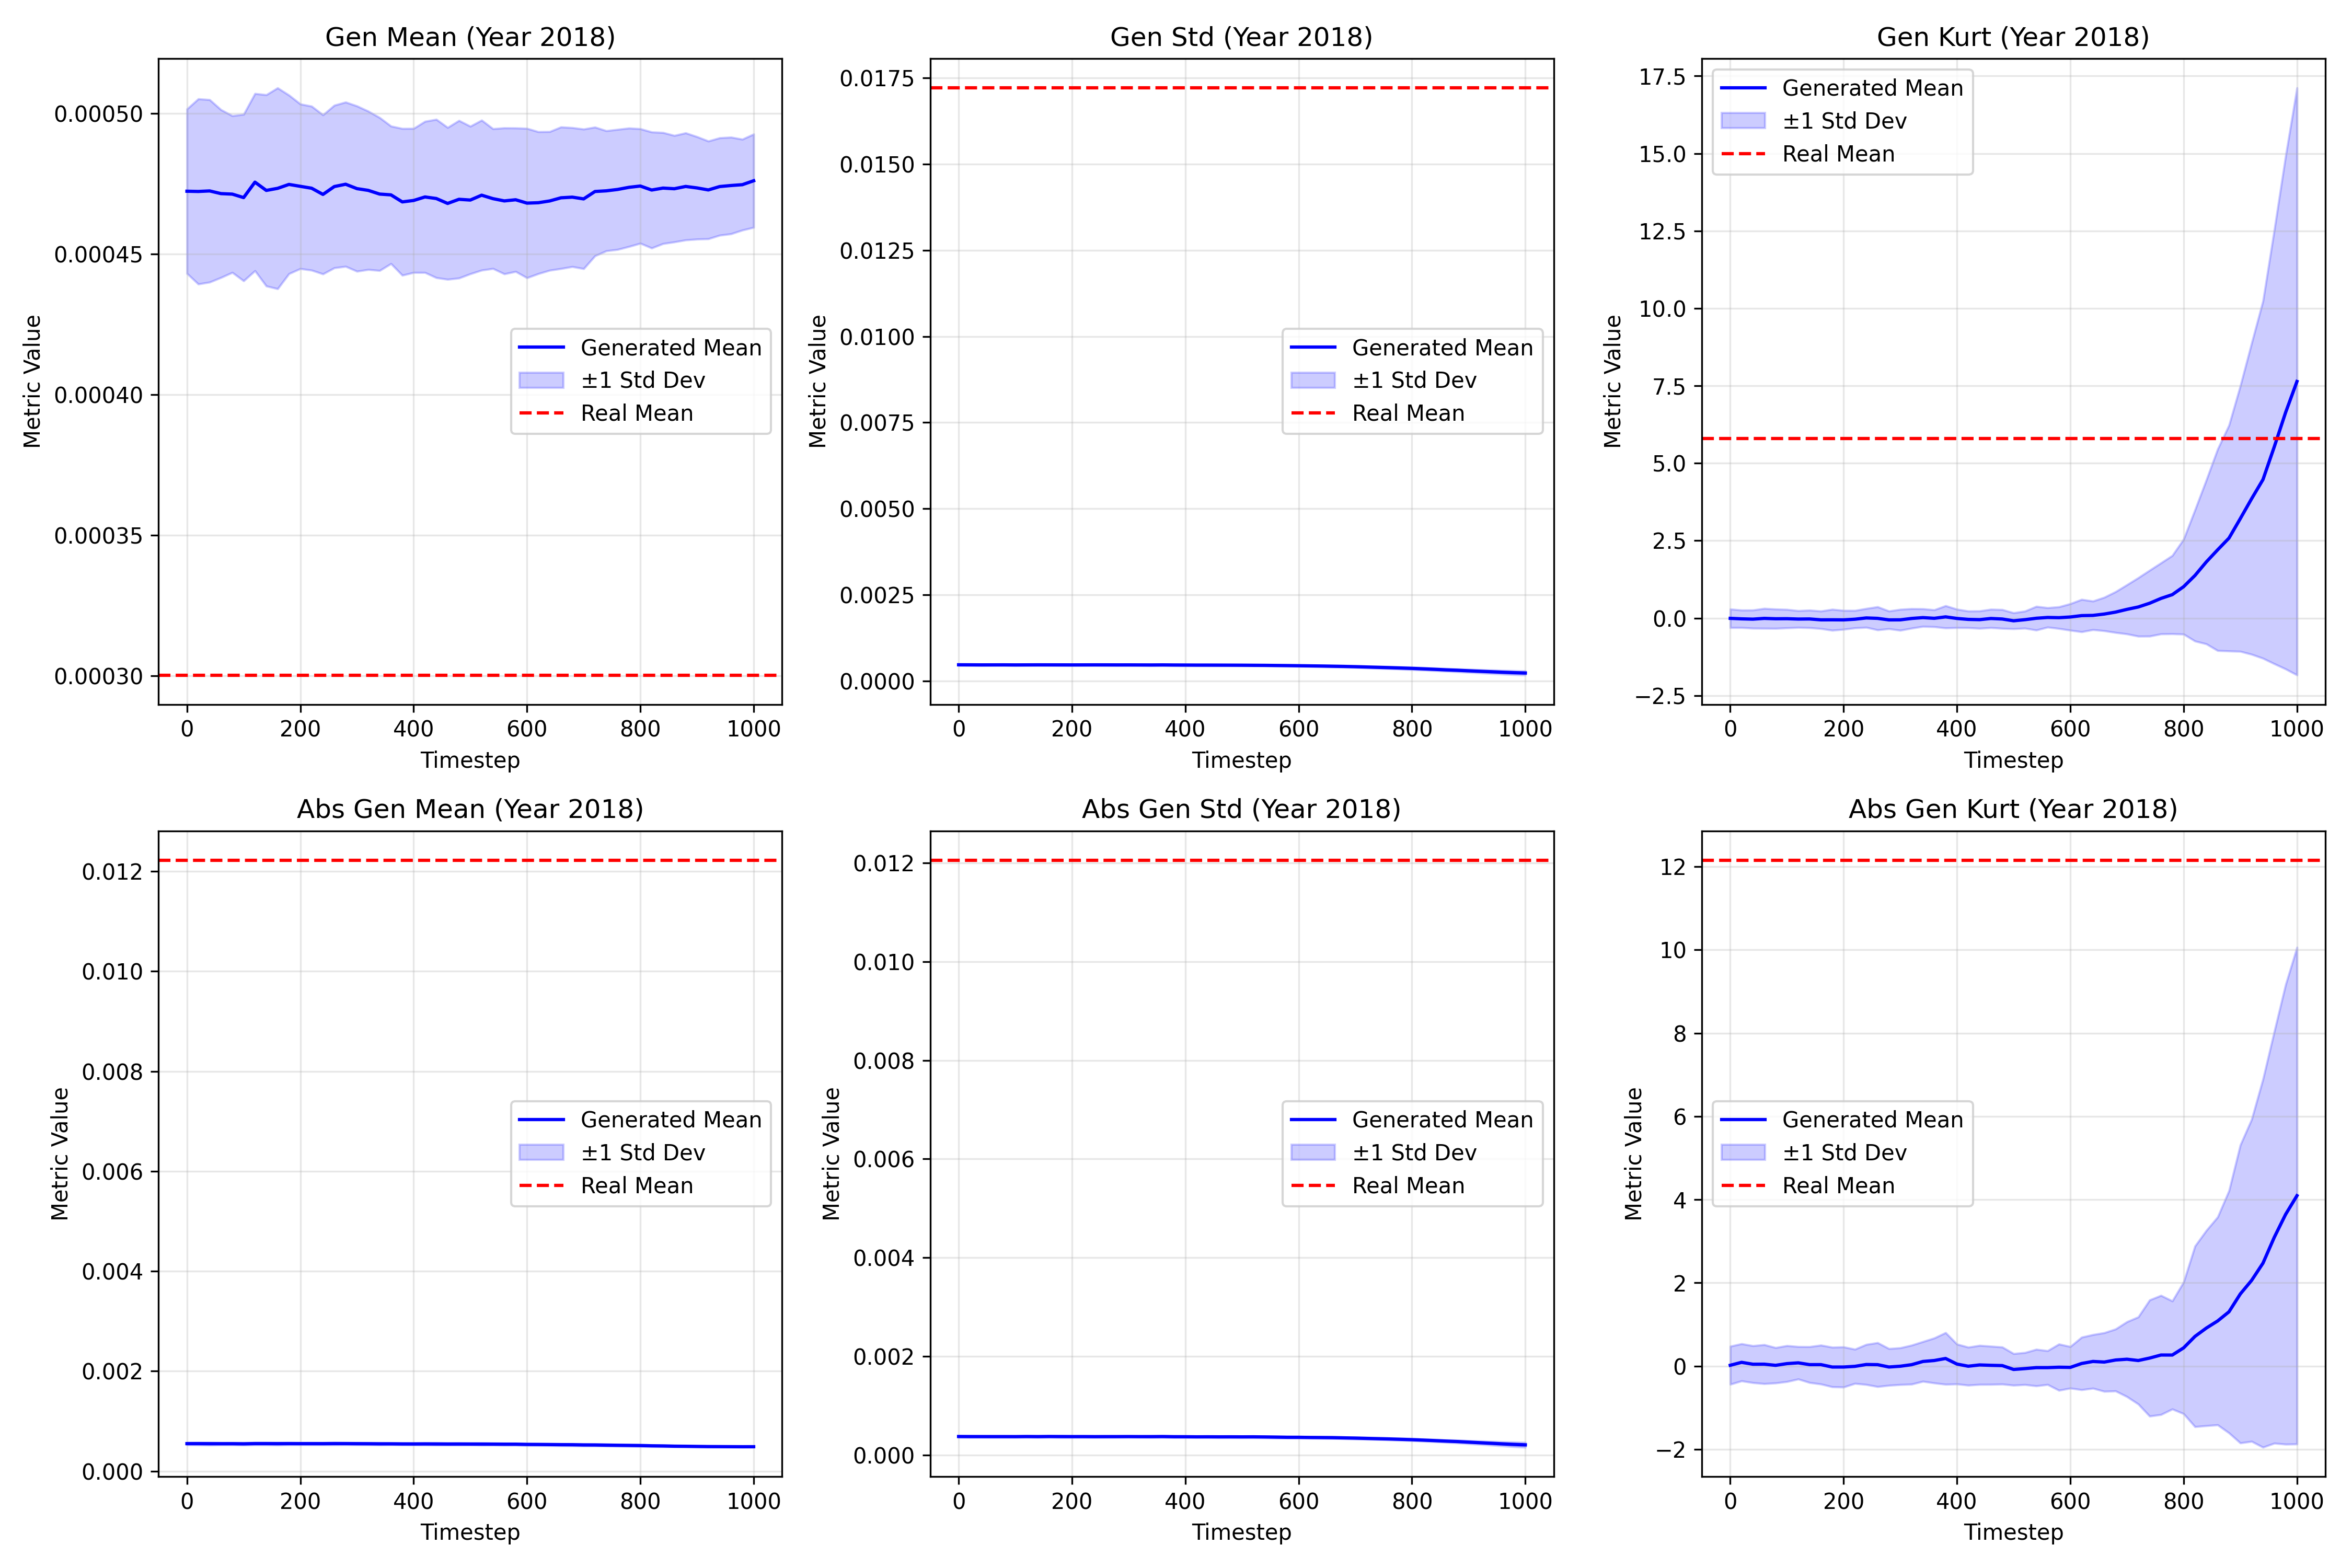 Gen Mean (Year 2018)
Metric Value
0.00050
0.00045
0.00040
0.00035
0.00030
Generated Mean
±1 Std Dev
Real Mean
0 200 400 600 800 1000
Timestep
Gen Std (Year 2018)
Metric Value
0.0175
0.0150
0.0125
0.0100
0.0075
0.0050
0.0025
0.0000
Generated Mean
±1 Std Dev
Real Mean
0 200 400 600 800 1000
Timestep
Gen Kurt (Year 2018)
Metric Value
17.5
15.0
12.5
10.0
7.5
5.0
2.5
0.0
−2.5
Generated Mean
±1 Std Dev
Real Mean
0 200 400 600 800 1000
Timestep
Abs Gen Mean (Year 2018)
Metric Value
0.012
0.010
0.008
0.006
0.004
0.002
0.000
Generated Mean
±1 Std Dev
Real Mean
0 200 400 600 800 1000
Timestep
Abs Gen Std (Year 2018)
Metric Value
0.012
0.010
0.008
0.006
0.004
0.002
0.000
Generated Mean
±1 Std Dev
Real Mean
0 200 400 600 800 1000
Timestep
Abs Gen Kurt (Year 2018)
Metric Value
12
10
8
6
4
2
0
−2
Generated Mean
±1 Std Dev
Real Mean
0 200 400 600 800 1000
Timestep